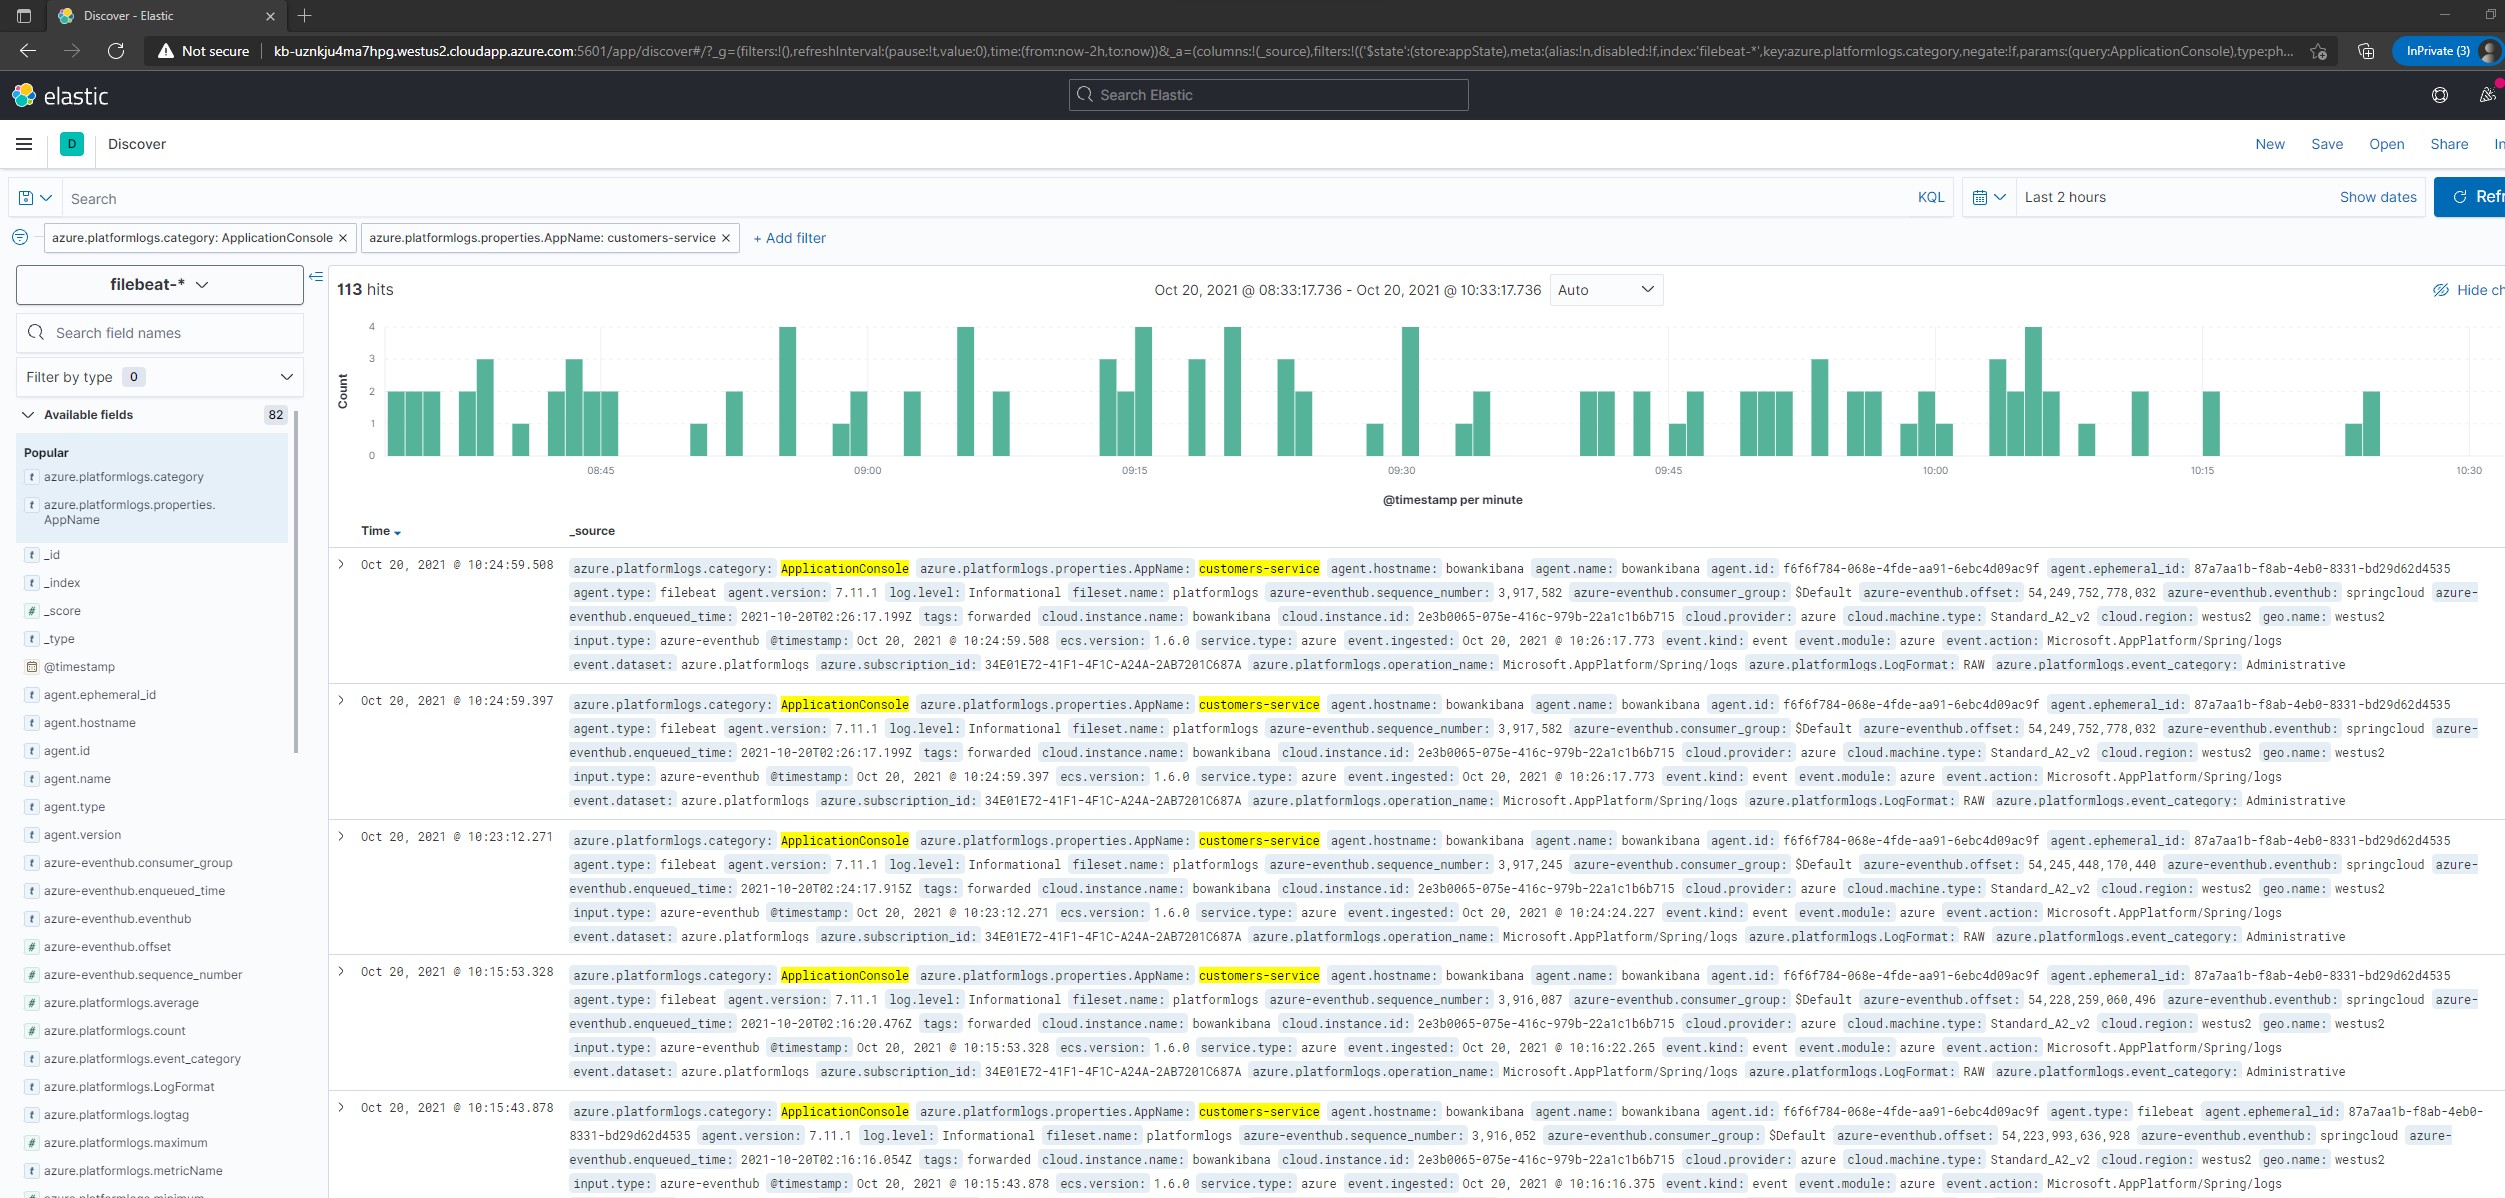 Discover - Elastic
Not secure kb-uznkju4ma7hpg.westus2.cloudapp.azure.com:5601/app/discover#/?_g=(filters:!(),refreshInterval:(pause:!t,value:0),time:(from:now-2h,to:now))&_a=(columns:!(_source),filters:!(('$state':(store:appState),meta:(alias:!n,disabled:!f,index:'filebeat-*',key:azure.platformlogs.category,negate:!f,params:(query:ApplicationConsole),type:ph... InPrivate (3)
elastic Search Elastic
D Discover New Save Open Share In
Search KQL Last 2 hours Show dates Refr
azure.platformlogs.category: ApplicationConsole × azure.platformlogs.properties.AppName: customers-service × + Add filter
filebeat-*
Search field names
Filter by type 0
Available fields 82
Popular
t azure.platformlogs.category
t azure.platformlogs.properties.
AppName
t _id
t _index
# _score
t _type
@timestamp
t agent.ephemeral_id
t agent.hostname
t agent.id
t agent.name
t agent.type
t agent.version
t azure-eventhub.consumer_group
t azure-eventhub.enqueued_time
t azure-eventhub.eventhub
# azure-eventhub.offset
# azure-eventhub.sequence_number
# azure.platformlogs.average
# azure.platformlogs.count
t azure.platformlogs.event_category
t azure.platformlogs.LogFormat
t azure.platformlogs.logtag
# azure.platformlogs.maximum
t azure.platformlogs.metricName
# azure.platformlogs.minimum
113 hits Oct 20, 2021 @ 08:33:17.736 - Oct 20, 2021 @ 10:33:17.736 Auto Hide ch
4
3
2
1
0
Count
08:45 09:00 09:15 09:30 09:45 10:00 10:15 10:30
@timestamp per minute
Time _source
Oct 20, 2021 @ 10:24:59.508 azure.platformlogs.category: ApplicationConsole azure.platformlogs.properties.AppName: customers-service agent.hostname: bowankibana agent.name: bowankibana agent.id: f6f6f784-068e-4fde-aa91-6ebc4d09ac9f agent.ephemeral_id: 87a7aa1b-f8ab-4eb0-8331-bd29d62d4535
agent.type: filebeat agent.version: 7.11.1 log.level: Informational fileset.name: platformlogs azure-eventhub.sequence_number: 3,917,582 azure-eventhub.consumer_group: $Default azure-eventhub.offset: 54,249,752,778,032 azure-eventhub.eventhub: springcloud azure-
eventhub.enqueued_time: 2021-10-20T02:26:17.199Z tags: forwarded cloud.instance.name: bowankibana cloud.instance.id: 2e3b0065-075e-416c-979b-22a1c1b6b715 cloud.provider: azure cloud.machine.type: Standard_A2_v2 cloud.region: westus2 geo.name: westus2
input.type: azure-eventhub @timestamp: Oct 20, 2021 @ 10:24:59.508 ecs.version: 1.6.0 service.type: azure event.ingested: Oct 20, 2021 @ 10:26:17.773 event.kind: event event.module: azure event.action: Microsoft.AppPlatform/Spring/logs
event.dataset: azure.platformlogs azure.subscription_id: 34E01E72-41F1-4F1C-A24A-2AB7201C687A azure.platformlogs.operation_name: Microsoft.AppPlatform/Spring/logs azure.platformlogs.LogFormat: RAW azure.platformlogs.event_category: Administrative
Oct 20, 2021 @ 10:24:59.397 azure.platformlogs.category: ApplicationConsole azure.platformlogs.properties.AppName: customers-service agent.hostname: bowankibana agent.name: bowankibana agent.id: f6f6f784-068e-4fde-aa91-6ebc4d09ac9f agent.ephemeral_id: 87a7aa1b-f8ab-4eb0-8331-bd29d62d4535
agent.type: filebeat agent.version: 7.11.1 log.level: Informational fileset.name: platformlogs azure-eventhub.sequence_number: 3,917,582 azure-eventhub.consumer_group: $Default azure-eventhub.offset: 54,249,752,778,032 azure-eventhub.eventhub: springcloud azure-
eventhub.enqueued_time: 2021-10-20T02:26:17.199Z tags: forwarded cloud.instance.name: bowankibana cloud.instance.id: 2e3b0065-075e-416c-979b-22a1c1b6b715 cloud.provider: azure cloud.machine.type: Standard_A2_v2 cloud.region: westus2 geo.name: westus2
input.type: azure-eventhub @timestamp: Oct 20, 2021 @ 10:24:59.397 ecs.version: 1.6.0 service.type: azure event.ingested: Oct 20, 2021 @ 10:26:17.773 event.kind: event event.module: azure event.action: Microsoft.AppPlatform/Spring/logs
event.dataset: azure.platformlogs azure.subscription_id: 34E01E72-41F1-4F1C-A24A-2AB7201C687A azure.platformlogs.operation_name: Microsoft.AppPlatform/Spring/logs azure.platformlogs.LogFormat: RAW azure.platformlogs.event_category: Administrative
Oct 20, 2021 @ 10:23:12.271 azure.platformlogs.category: ApplicationConsole azure.platformlogs.properties.AppName: customers-service agent.hostname: bowankibana agent.name: bowankibana agent.id: f6f6f784-068e-4fde-aa91-6ebc4d09ac9f agent.ephemeral_id: 87a7aa1b-f8ab-4eb0-8331-bd29d62d4535
agent.type: filebeat agent.version: 7.11.1 log.level: Informational fileset.name: platformlogs azure-eventhub.sequence_number: 3,917,245 azure-eventhub.consumer_group: $Default azure-eventhub.offset: 54,245,448,170,440 azure-eventhub.eventhub: springcloud azure-
eventhub.enqueued_time: 2021-10-20T02:24:17.915Z tags: forwarded cloud.instance.name: bowankibana cloud.instance.id: 2e3b0065-075e-416c-979b-22a1c1b6b715 cloud.provider: azure cloud.machine.type: Standard_A2_v2 cloud.region: westus2 geo.name: westus2
input.type: azure-eventhub @timestamp: Oct 20, 2021 @ 10:23:12.271 ecs.version: 1.6.0 service.type: azure event.ingested: Oct 20, 2021 @ 10:24:24.227 event.kind: event event.module: azure event.action: Microsoft.AppPlatform/Spring/logs
event.dataset: azure.platformlogs azure.subscription_id: 34E01E72-41F1-4F1C-A24A-2AB7201C687A azure.platformlogs.operation_name: Microsoft.AppPlatform/Spring/logs azure.platformlogs.LogFormat: RAW azure.platformlogs.event_category: Administrative
Oct 20, 2021 @ 10:15:53.328 azure.platformlogs.category: ApplicationConsole azure.platformlogs.properties.AppName: customers-service agent.hostname: bowankibana agent.name: bowankibana agent.id: f6f6f784-068e-4fde-aa91-6ebc4d09ac9f agent.ephemeral_id: 87a7aa1b-f8ab-4eb0-8331-bd29d62d4535
agent.type: filebeat agent.version: 7.11.1 log.level: Informational fileset.name: platformlogs azure-eventhub.sequence_number: 3,916,087 azure-eventhub.consumer_group: $Default azure-eventhub.offset: 54,228,259,060,496 azure-eventhub.eventhub: springcloud azure-
eventhub.enqueued_time: 2021-10-20T02:16:20.476Z tags: forwarded cloud.instance.name: bowankibana cloud.instance.id: 2e3b0065-075e-416c-979b-22a1c1b6b715 cloud.provider: azure cloud.machine.type: Standard_A2_v2 cloud.region: westus2 geo.name: westus2
input.type: azure-eventhub @timestamp: Oct 20, 2021 @ 10:15:53.328 ecs.version: 1.6.0 service.type: azure event.ingested: Oct 20, 2021 @ 10:16:22.265 event.kind: event event.module: azure event.action: Microsoft.AppPlatform/Spring/logs
event.dataset: azure.platformlogs azure.subscription_id: 34E01E72-41F1-4F1C-A24A-2AB7201C687A azure.platformlogs.operation_name: Microsoft.AppPlatform/Spring/logs azure.platformlogs.LogFormat: RAW azure.platformlogs.event_category: Administrative
Oct 20, 2021 @ 10:15:43.878 azure.platformlogs.category: ApplicationConsole azure.platformlogs.properties.AppName: customers-service agent.hostname: bowankibana agent.name: bowankibana agent.id: f6f6f784-068e-4fde-aa91-6ebc4d09ac9f agent.type: filebeat agent.ephemeral_id: 87a7aa1b-f8ab-4eb0-
8331-bd29d62d4535 agent.version: 7.11.1 log.level: Informational fileset.name: platformlogs azure-eventhub.sequence_number: 3,916,052 azure-eventhub.consumer_group: $Default azure-eventhub.offset: 54,223,993,636,928 azure-eventhub.eventhub: springcloud azure-
eventhub.enqueued_time: 2021-10-20T02:16:16.054Z tags: forwarded cloud.instance.name: bowankibana cloud.instance.id: 2e3b0065-075e-416c-979b-22a1c1b6b715 cloud.provider: azure cloud.machine.type: Standard_A2_v2 cloud.region: westus2 geo.name: westus2
input.type: azure-eventhub @timestamp: Oct 20, 2021 @ 10:15:43.878 ecs.version: 1.6.0 service.type: azure event.ingested: Oct 20, 2021 @ 10:16:16.375 event.kind: event event.module: azure event.action: Microsoft.AppPlatform/Spring/logs